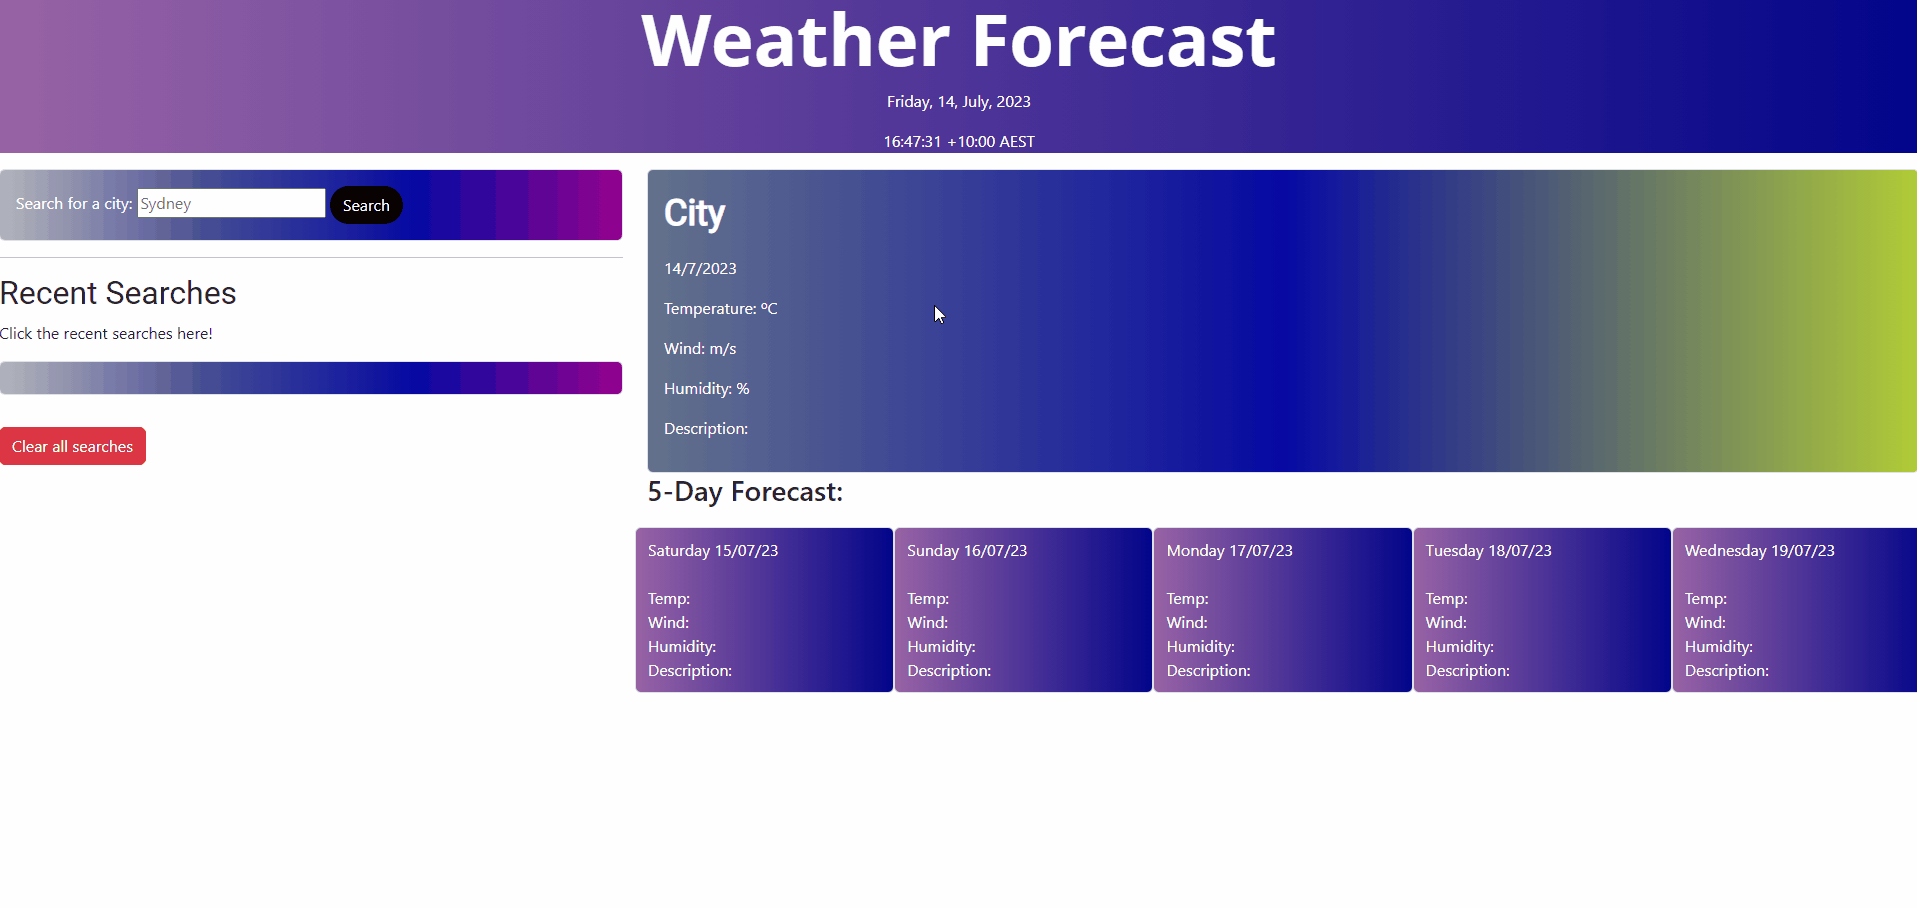 Weather Forecast
Friday, 14, July, 2023
16:47:31 +10:00 AEST
Search for a city: Sydney Search
Recent Searches
Click the recent searches here!
Clear all searches
City
14/7/2023
Temperature: ºC
Wind: m/s
Humidity: %
Description:
5-Day Forecast:
Saturday 15/07/23
Temp:
Wind:
Humidity:
Description:
Sunday 16/07/23
Temp:
Wind:
Humidity:
Description:
Monday 17/07/23
Temp:
Wind:
Humidity:
Description:
Tuesday 18/07/23
Temp:
Wind:
Humidity:
Description:
Wednesday 19/07/23
Temp:
Wind:
Humidity:
Description: